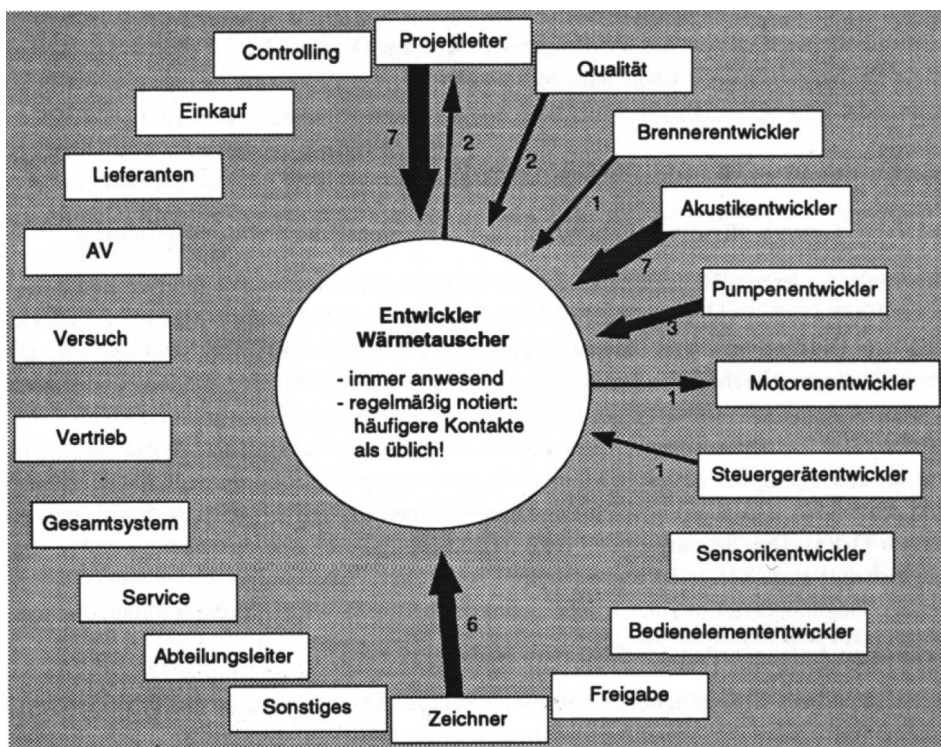 Controlling
Projektleiter
Qualität
Einkauf
Brennerentwickler
7
2
2
Lieferanten
1
Akustikentwickler
AV
7
Pumpenentwickler
3
Entwickler
Wärmetauscher
Versuch
- immer anwesend
1
Motorenentwickler
- regelmäßig notiert:
häufigere Kontakte
als üblich!
Vertrieb
1
Steuergerätentwickler
Gesamtsystem
Sensorikentwickler
Service
6
Bedienelemententwickler
Abteilungsleiter
Freigabe
Sonstiges
Zeichner